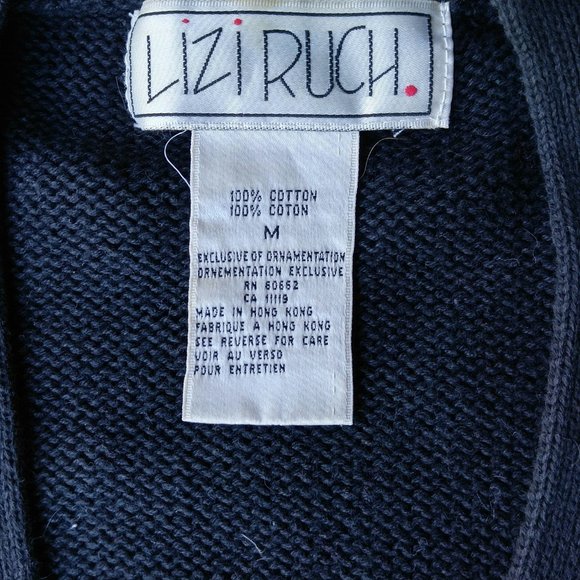 LiZi RUCH.
100% COTTON
100% COTON
M
EXCLUSIVE OF ORNAMENTATION
ORNEMENTATION EXCLUSIVE
RN 60662
CA 11119
MADE IN HONG KONG
FABRIQUE A HONG KONG
SEE REVERSE FOR CARE
VOIR AU VERSO
POUR ENTRETIEN